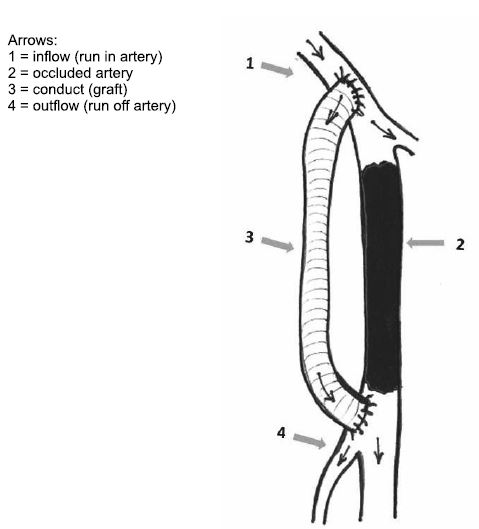 Arrows:
1 = inflow (run in artery)
2 = occluded artery
3 = conduct (graft)
4 = outflow (run off artery)
1
3
2
4